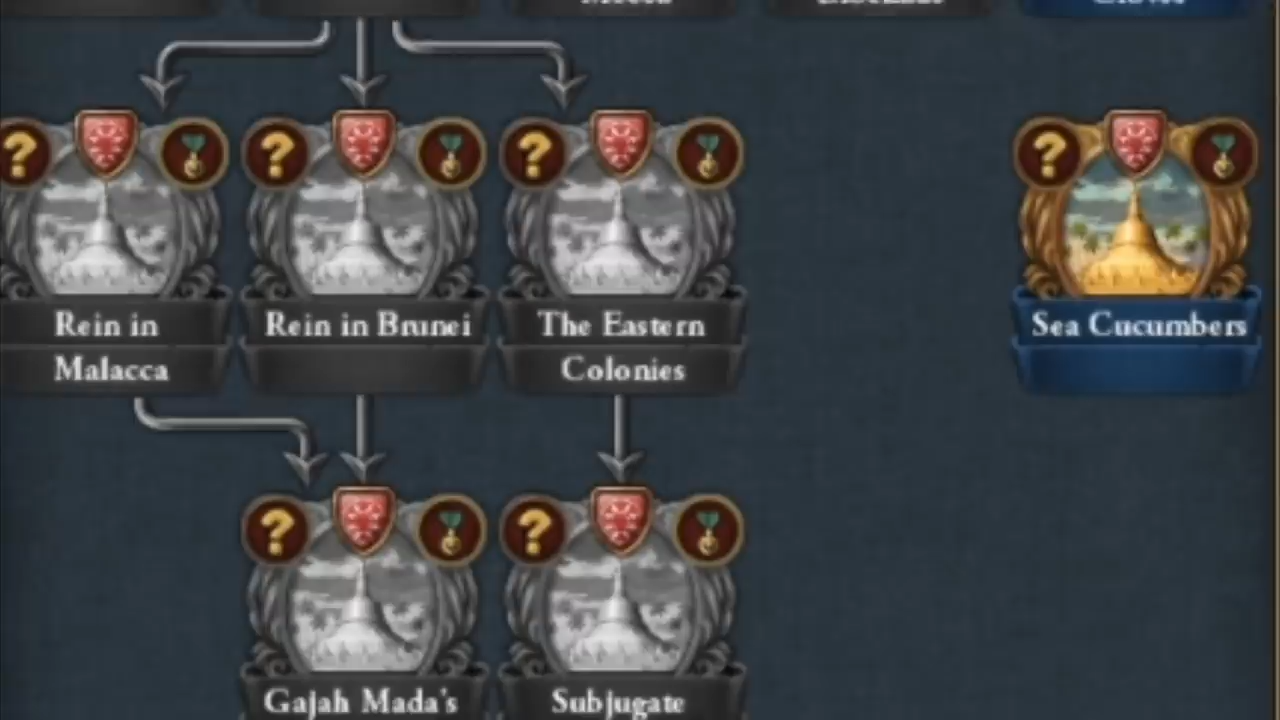 Rein in
Malacca
Rein in Brunei
The Eastern
Colonies
Sea Cucumbers
Gajah Mada's
Subjugate